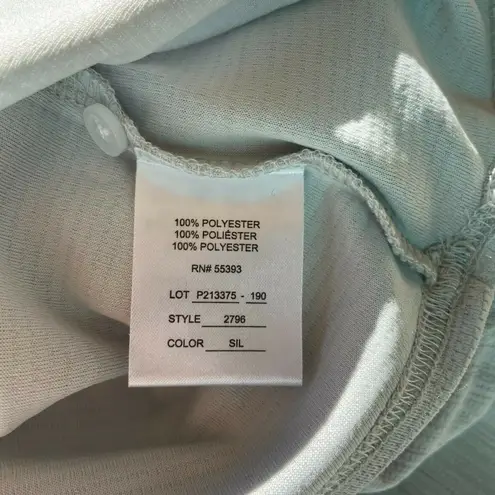 100% POLYESTER
100% POLIÉSTER
100% POLYESTER
RN# 55393
LOT P213375 - 190
STYLE 2796
COLOR SIL